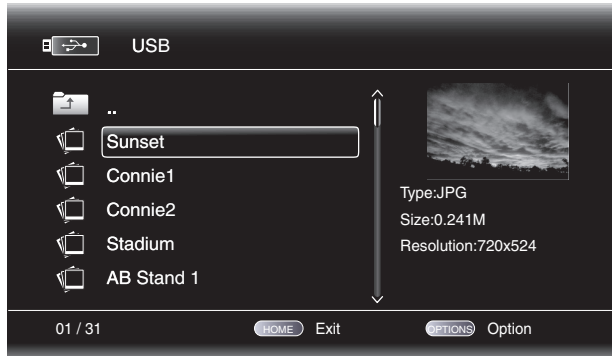 USB
..
Sunset
Connie1
Connie2
Stadium
AB Stand 1
Type:JPG
Size:0.241M
Resolution:720x524
01 / 31
HOME Exit
OPTIONS Option